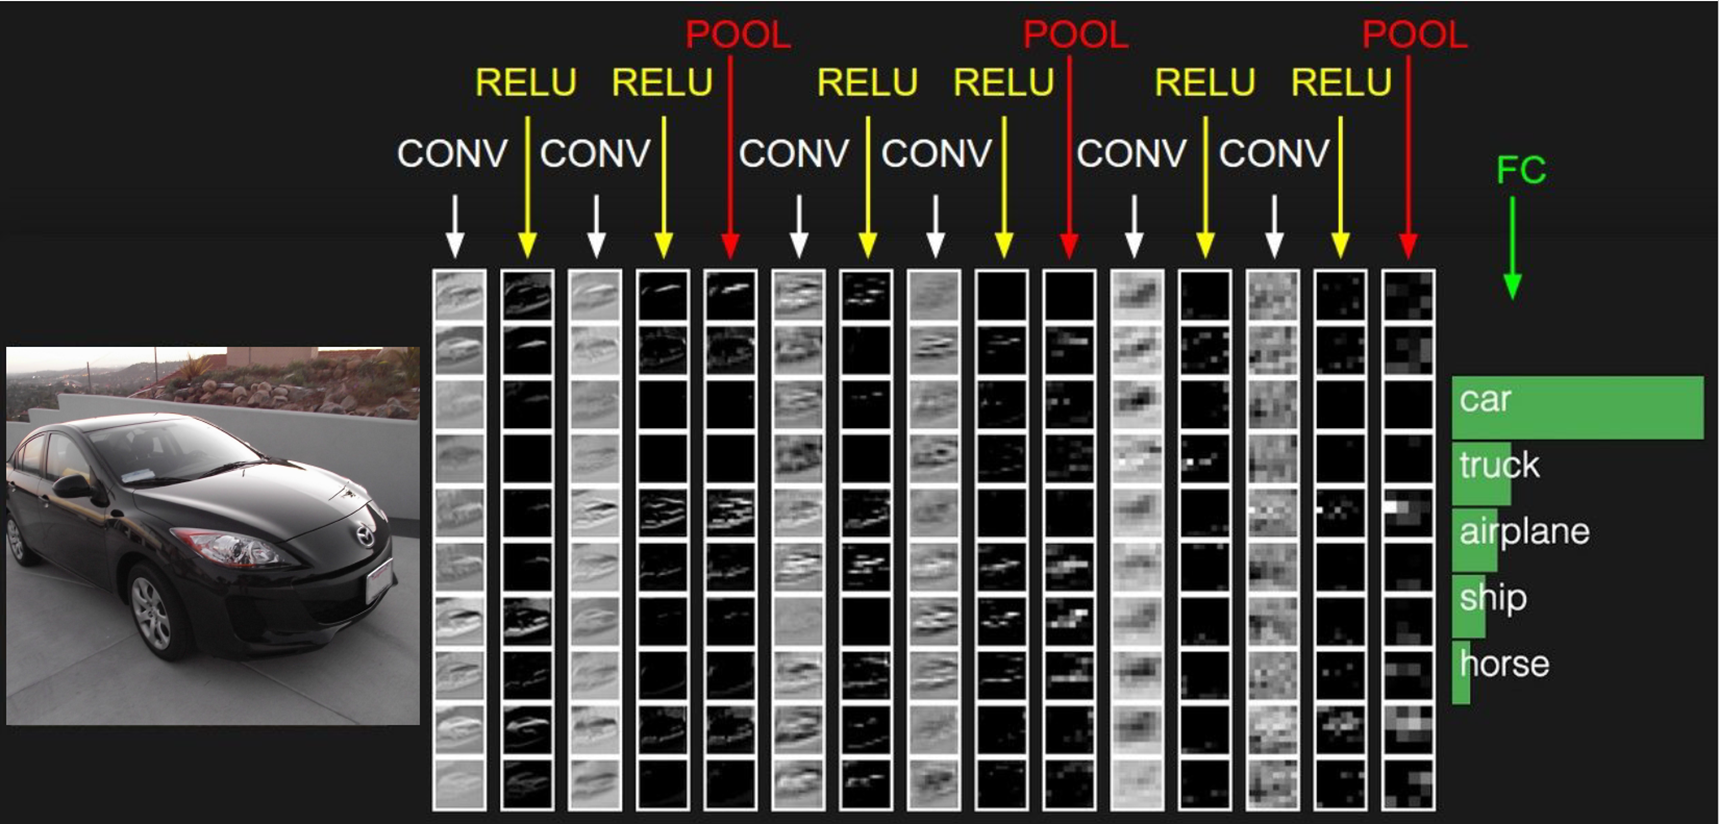 POOL POOL POOL
RELU RELU RELU RELU RELU RELU
CONV CONV CONV CONV CONV CONV
FC
car
truck
airplane
ship
horse